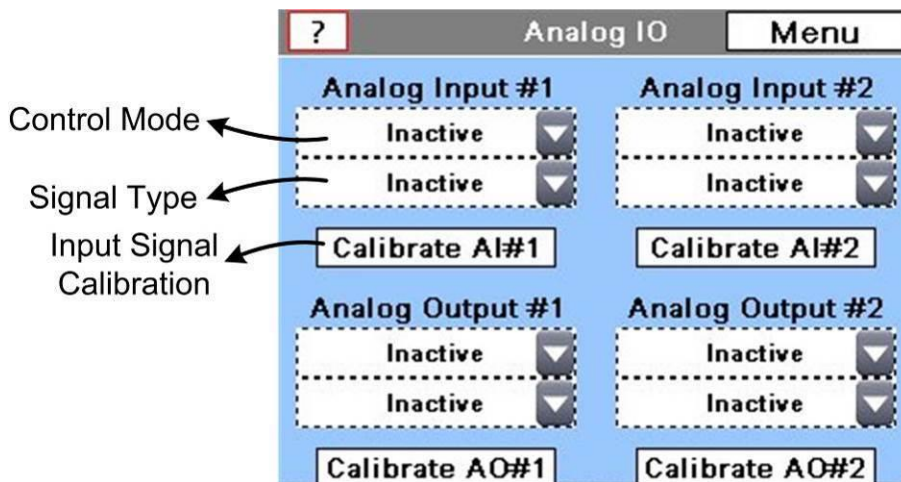 ? Analog IO Menu
Analog Input #1 Analog Input #2
Control Mode Inactive Inactive
Signal Type Inactive Inactive
Input Signal
Calibration
Calibrate AI#1 Calibrate AI#2
Analog Output #1 Analog Output #2
Inactive Inactive
Inactive Inactive
Calibrate AO#1 Calibrate AO#2